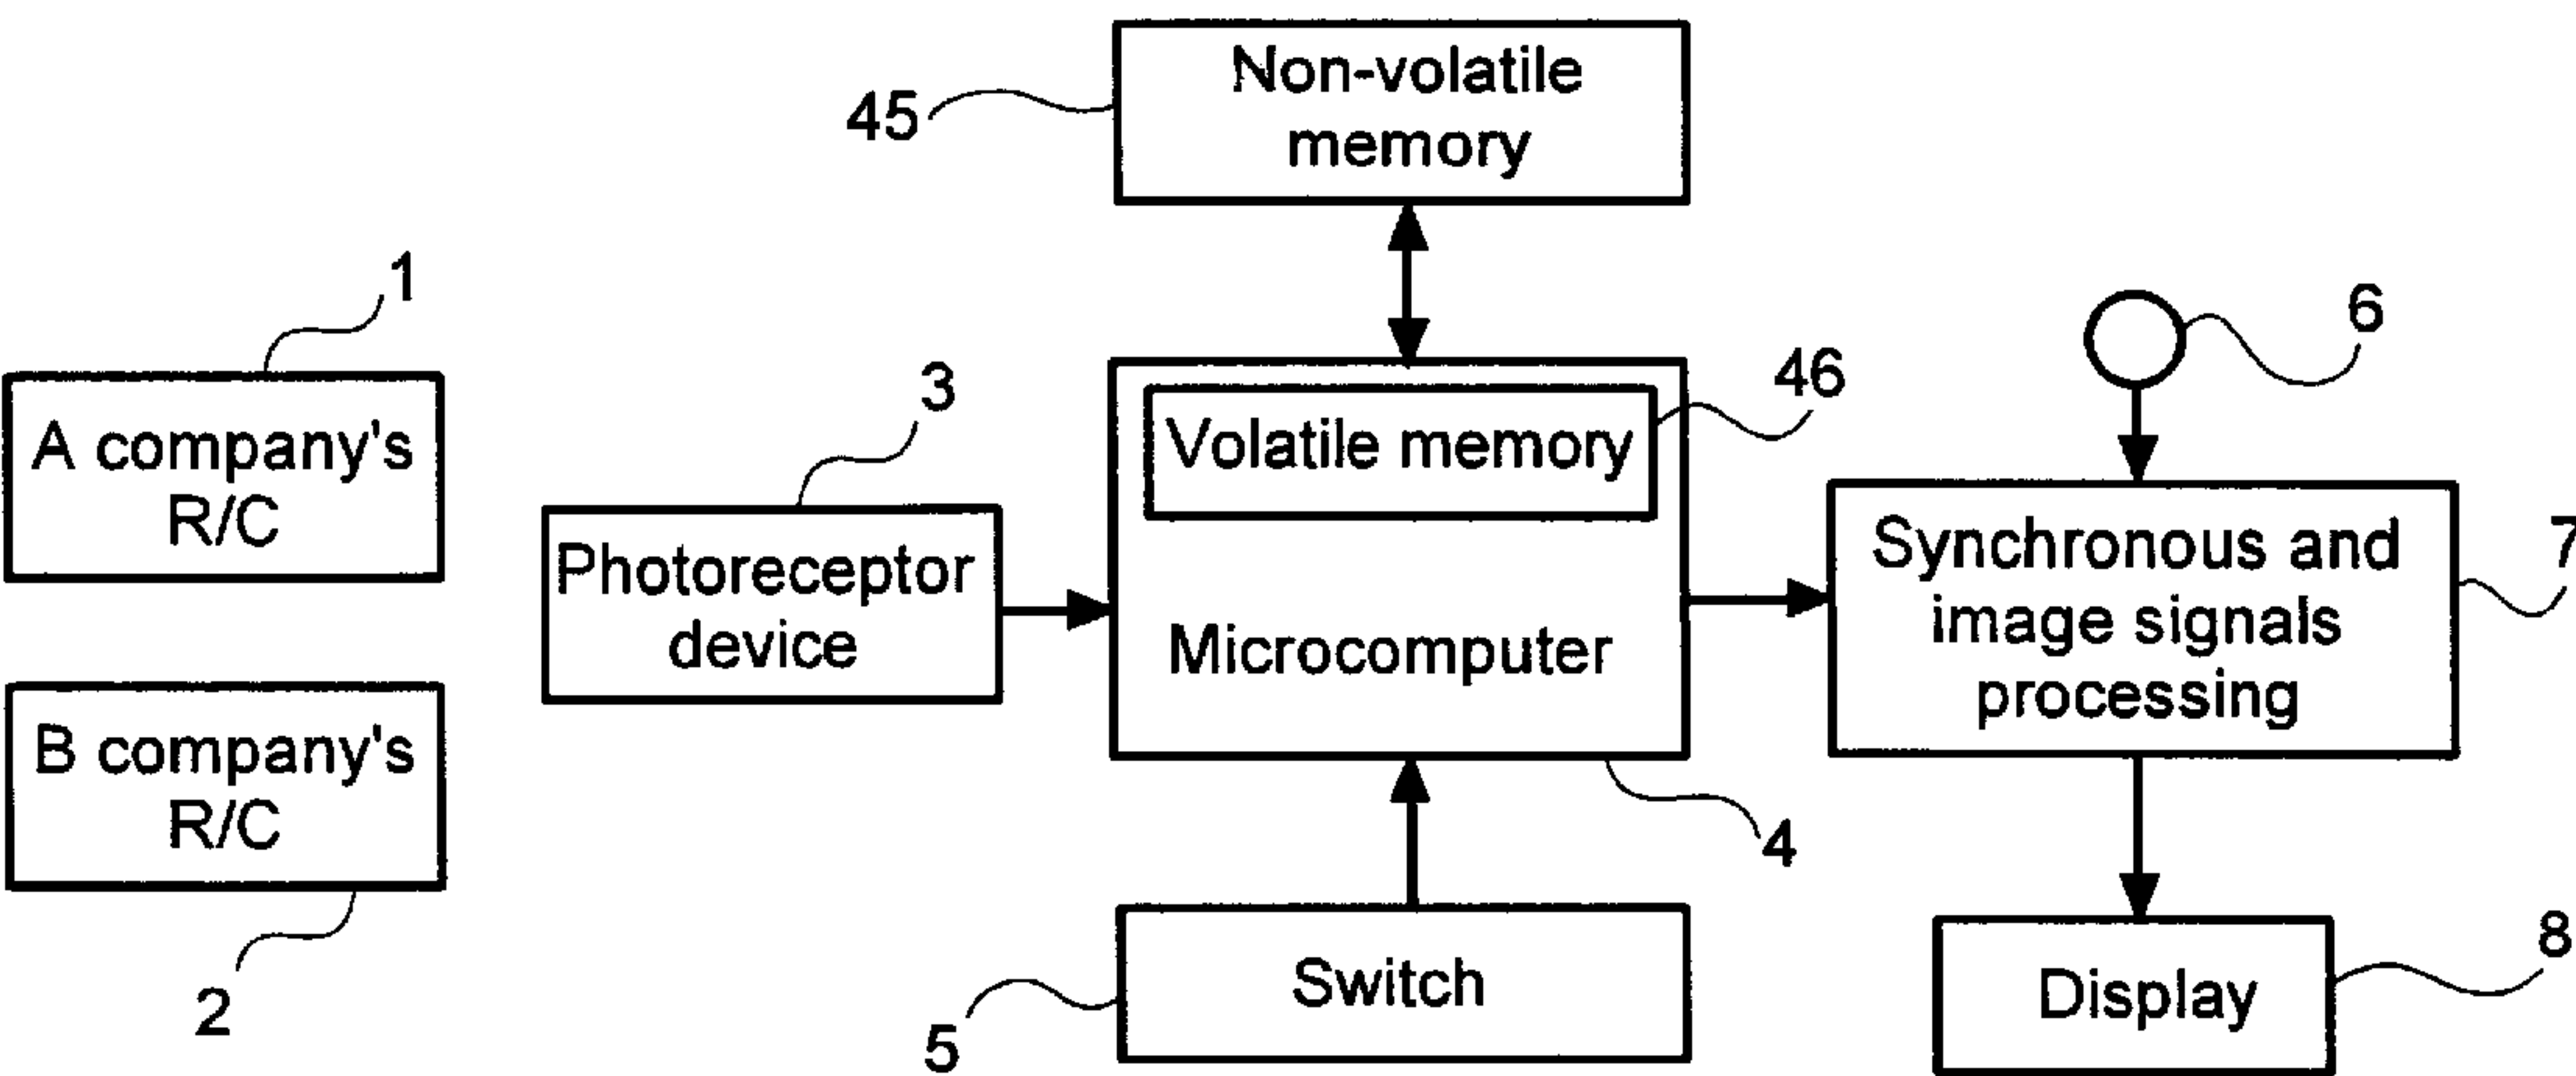 Non-volatile
memory
45
1
A company's
R/C
3
Photoreceptor
device
Volatile memory
46
Microcomputer
6
Synchronous and
image signals
processing
7
B company's
R/C
2
4
Switch
5
Display
8